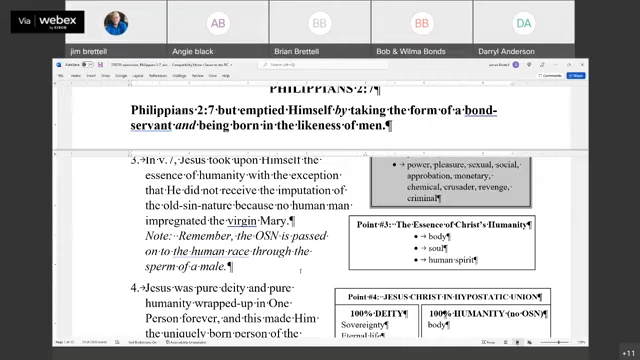 Via webex
by CISCO
AB
BB
BB
DA
jim brettell
Angie black
Brian Brettell
Bob & Wilma Bonds
Darryl Anderson
PHILIPPIANS 2:7¶
Philippians·2:7·but·emptied·Himself·by·taking·the·form·of·a·bond-
servant·and·being·born·in·the·likeness·of·men.¶
3.→In·v.7,·Jesus·took·upon·Himself·the·
essence·of·humanity·with·the·exception·
that·He·did·not·receive·the·imputation·of·
the·old-sin-nature·because·no·human·man·
impregnated·the·virgin·Mary.¶
Note:··Remember,·the·OSN·is·passed·
on·to·the·human·race·through·the·
sperm·of·a·male.¶
4.→Jesus·was·pure·deity·and·pure·
humanity·wrapped·up·in·One·
Person·forever,·and·this·made·Him·
the·uniquely·born·person·of·the·
•→power,·pleasure,·sexual,·social,·
approbation,·monetary,·
chemical,·crusader,·revenge,·
criminal¶
Point·#3:··The·Essence·of·Christ's·Humanity¶
•→body¶
•→soul¶
•→human·spirit¶
Point·#4:··JESUS·CHRIST·IN·HYPOSTATIC·UNION¶
100%·DEITY¶
Sovereignty¶
Eternal·life¶
100%·HUMANITY·(no·OSN)¶
body¶
+11